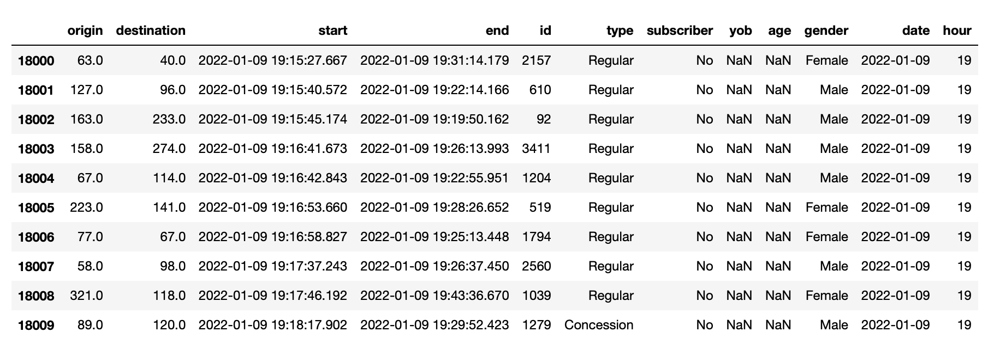 origin destination start end id type subscriber yob age gender date hour
18000 63.0 40.0 2022-01-09 19:15:27.667 2022-01-09 19:31:14.179 2157 Regular No NaN NaN Female 2022-01-09 19
18001 127.0 96.0 2022-01-09 19:15:40.572 2022-01-09 19:22:14.166 610 Regular No NaN NaN Male 2022-01-09 19
18002 163.0 233.0 2022-01-09 19:15:45.174 2022-01-09 19:19:50.162 92 Regular No NaN NaN Male 2022-01-09 19
18003 158.0 274.0 2022-01-09 19:16:41.673 2022-01-09 19:26:13.993 3411 Regular No NaN NaN Male 2022-01-09 19
18004 67.0 114.0 2022-01-09 19:16:42.843 2022-01-09 19:22:55.951 1204 Regular No NaN NaN Male 2022-01-09 19
18005 223.0 141.0 2022-01-09 19:16:53.660 2022-01-09 19:28:26.652 519 Regular No NaN NaN Female 2022-01-09 19
18006 77.0 67.0 2022-01-09 19:16:58.827 2022-01-09 19:25:13.448 1794 Regular No NaN NaN Female 2022-01-09 19
18007 58.0 98.0 2022-01-09 19:17:37.243 2022-01-09 19:26:37.450 2560 Regular No NaN NaN Male 2022-01-09 19
18008 321.0 118.0 2022-01-09 19:17:46.192 2022-01-09 19:43:36.670 1039 Regular No NaN NaN Female 2022-01-09 19
18009 89.0 120.0 2022-01-09 19:18:17.902 2022-01-09 19:29:52.423 1279 Concession No NaN NaN Male 2022-01-09 19